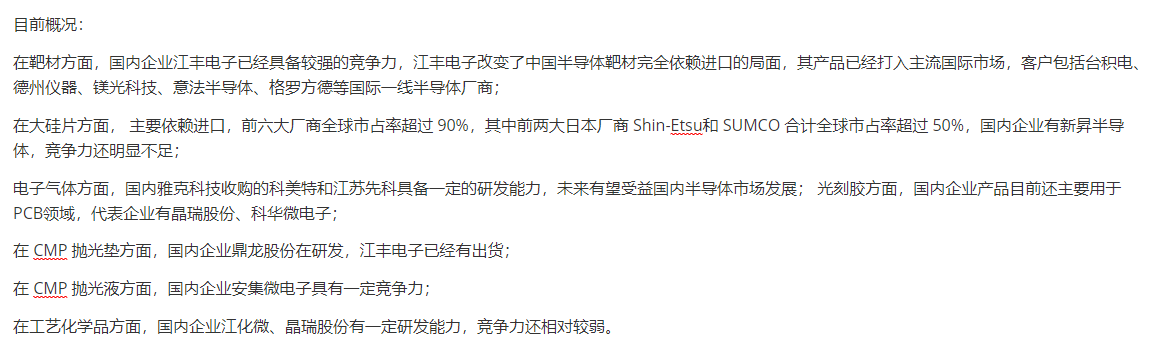 目前概况：
在靶材方面，国内企业江丰电子已经具备较强的竞争力，江丰电子改变了中国半导体靶材完全依赖进口的局面，其产品已经打入主流国际市场，客户包括台积电、
德州仪器、镁光科技、意法半导体、格罗方德等国际一线半导体厂商；
在大硅片方面， 主要依赖进口，前六大厂商全球市占率超过 90%，其中前两大日本厂商 Shin-Etsu和 SUMCO 合计全球市占率超过 50%，国内企业有新昇半导
体，竞争力还明显不足；
电子气体方面，国内雅克科技收购的科美特和江苏先科具备一定的研发能力，未来有望受益国内半导体市场发展； 光刻胶方面，国内企业产品目前还主要用于
PCB领域，代表企业有晶瑞股份、科华微电子；
在 CMP 抛光垫方面，国内企业鼎龙股份在研发，江丰电子已经有出货；
在 CMP 抛光液方面，国内企业安集微电子具有一定竞争力；
在工艺化学品方面，国内企业江化微、晶瑞股份有一定研发能力，竞争力还相对较弱。